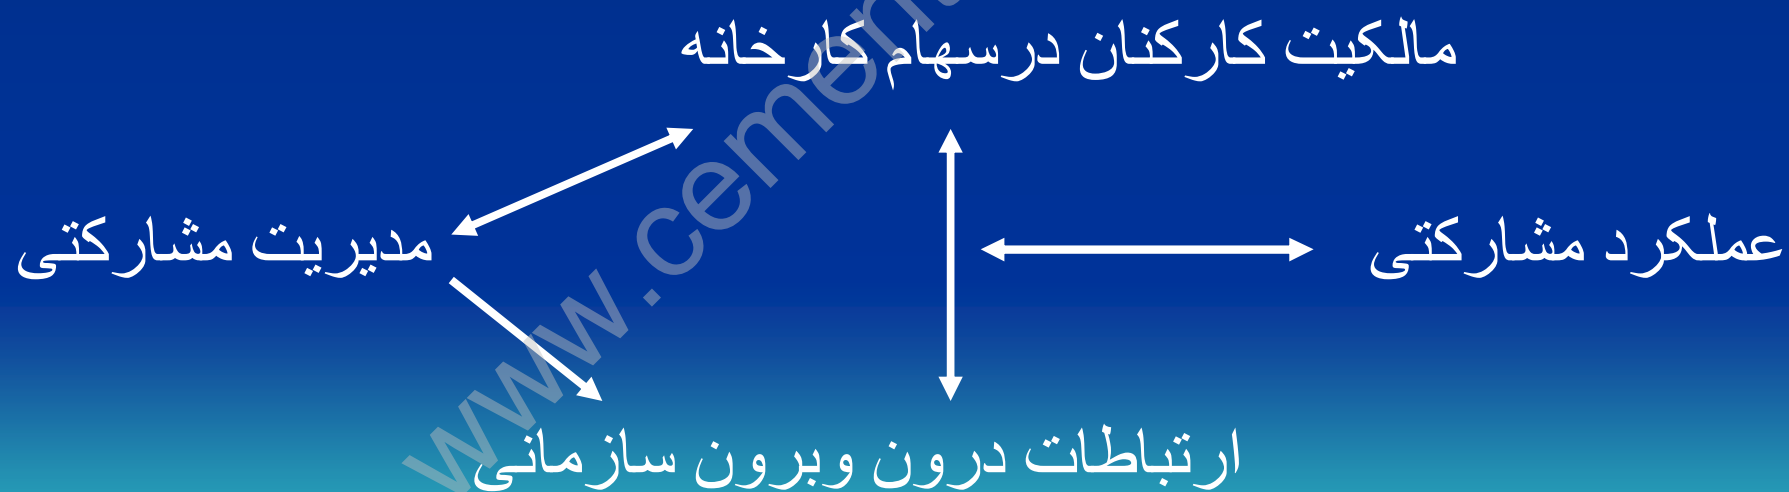 مالکیت کارکنان درسهام کارخانه
عملکرد مشارکتی
مدیریت مشارکتی
ارتباطات درون وبرون سازمانی
www.cement